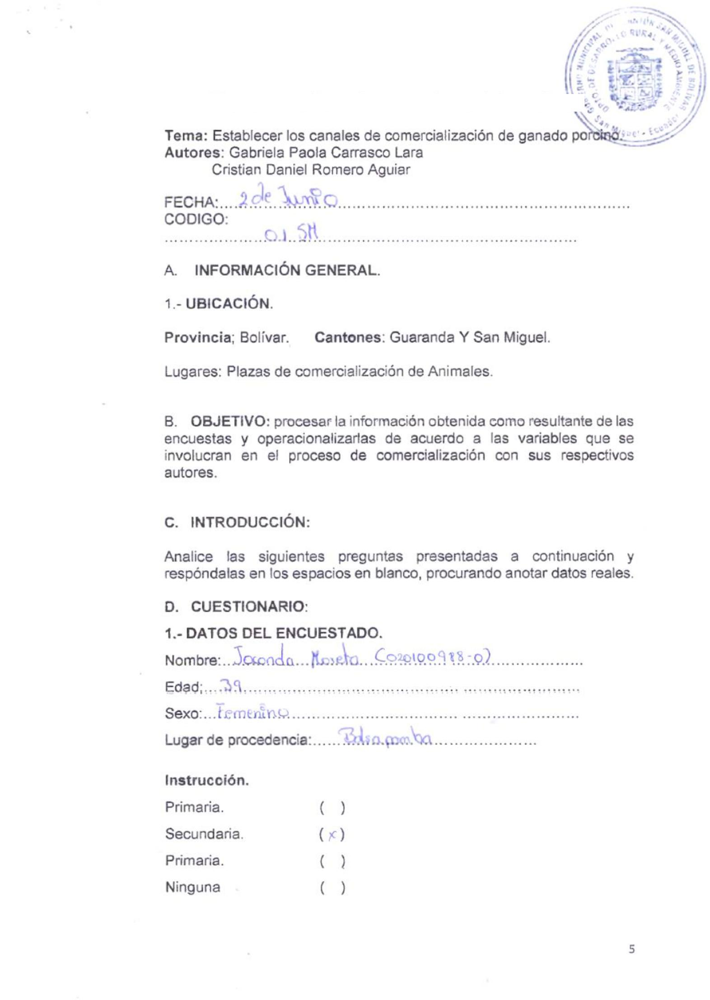 GOBIERNO MUNICIPAL DEL CANTÓN SAN MIGUEL DE BOLÍVAR
DPTO. DE DESARROLLO RURAL Y MEDIO AMBIENTE
San Miguel - Ecuador
Tema: Establecer los canales de comercialización de ganado porcino.
Autores: Gabriela Paola Carrasco Lara
Cristian Daniel Romero Aguiar
FECHA: 2 de Junio
CODIGO:
01 SM
A. INFORMACIÓN GENERAL.
1.- UBICACIÓN.
Provincia; Bolívar. Cantones: Guaranda Y San Miguel.
Lugares: Plazas de comercialización de Animales.
B. OBJETIVO: procesar la información obtenida como resultante de las
encuestas y operacionalizarlas de acuerdo a las variables que se
involucran en el proceso de comercialización con sus respectivos
autores.
C. INTRODUCCIÓN:
Analice las siguientes preguntas presentadas a continuación y
respóndalas en los espacios en blanco, procurando anotar datos reales.
D. CUESTIONARIO:
1.- DATOS DEL ENCUESTADO.
Nombre: Joconda Moreta (020100988-0)
Edad; 39
Sexo: Femenino
Lugar de procedencia: Balsapamba
Instrucción.
Primaria. ( )
Secundaria. (x)
Primaria. ( )
Ninguna ( )
5